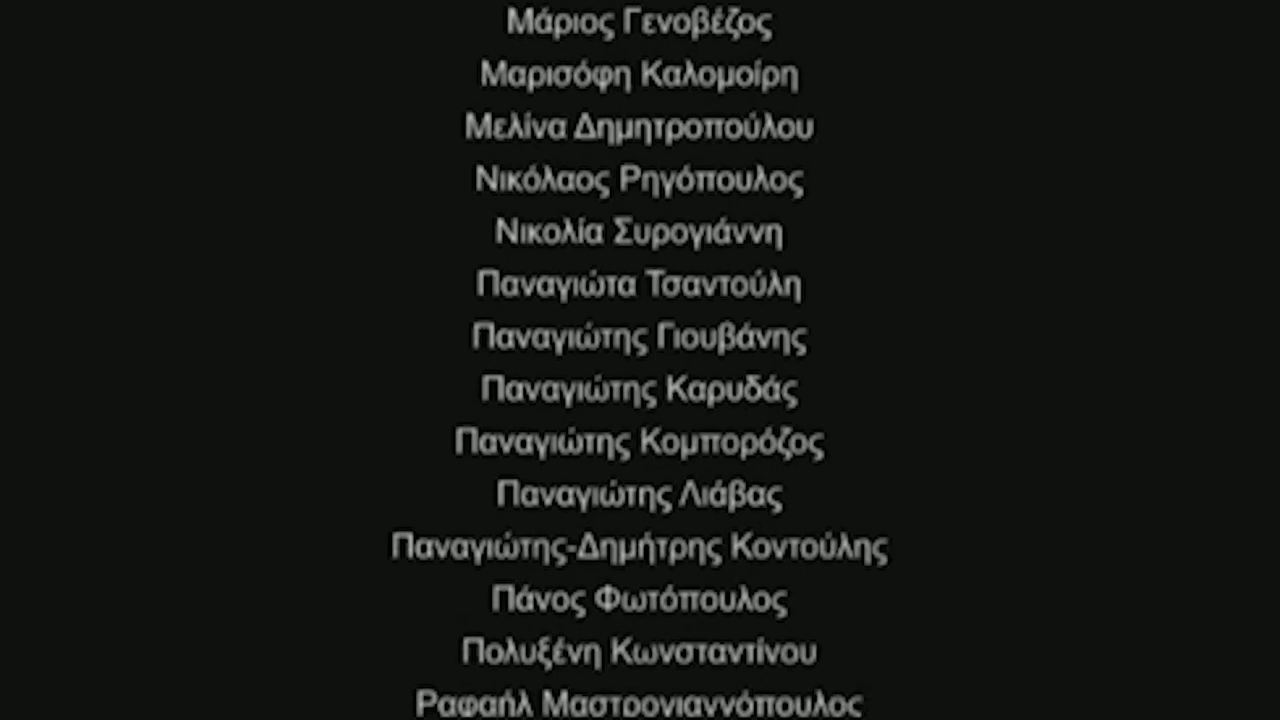 Μάριος Γενοβέζος
Μαρισόφη Καλομοίρη
Μελίνα Δημητροπούλου
Νικόλαος Ρηγόπουλος
Νικολία Συρογιάννη
Παναγιώτα Τσαντούλη
Παναγιώτης Γιουβάνης
Παναγιώτης Καρυδάς
Παναγιώτης Κομπορόζος
Παναγιώτης Λιάβας
Παναγιώτης-Δημήτρης Κοντούλης
Πάνος Φωτόπουλος
Πολυξένη Κωνσταντίνου
Ραφαήλ Μαστρογιαννόπουλος